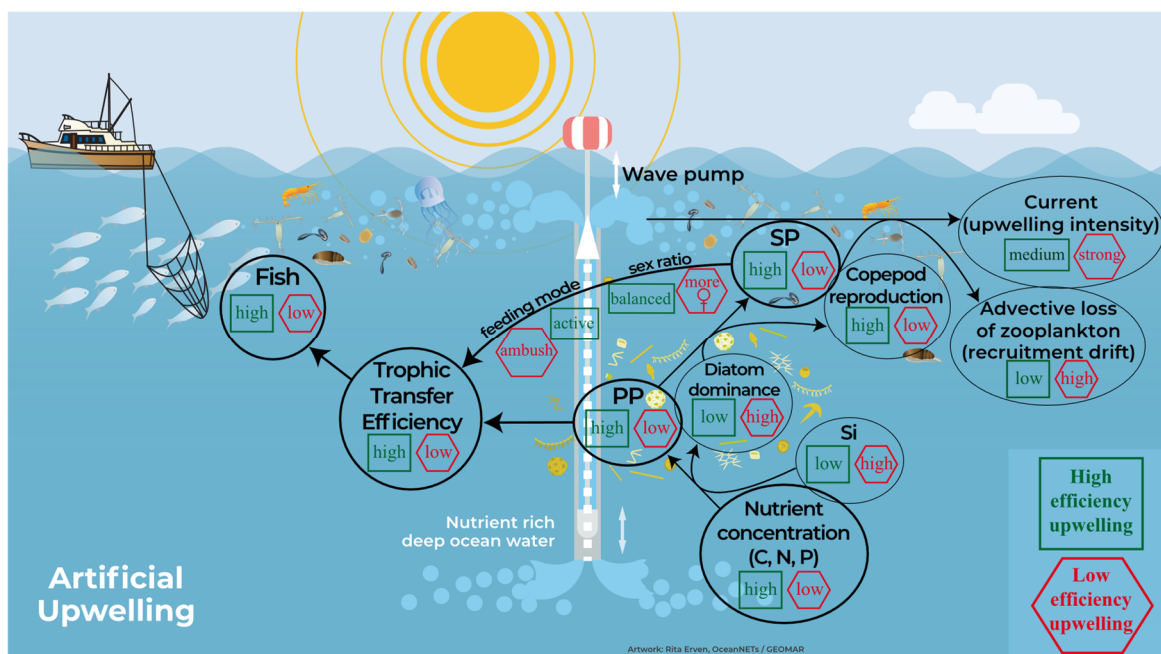 Wave pump
Current
(upwelling intensity)
medium
strong
SP
high
low
sex ratio
balanced
more
♀
feeding mode
active
ambush
Copepod
reproduction
high
low
Advective loss
of zooplankton
(recruitment drift)
low
high
Fish
high
low
Trophic
Transfer
Efficiency
high
low
PP
high
low
Diatom
dominance
low
high
Si
low
high
Nutrient
concentration
(C, N, P)
high
low
Nutrient rich
deep ocean water
High
efficiency
upwelling
Low
efficiency
upwelling
Artificial
Upwelling
Artwork: Rita Erven, OceanNETs / GEOMAR